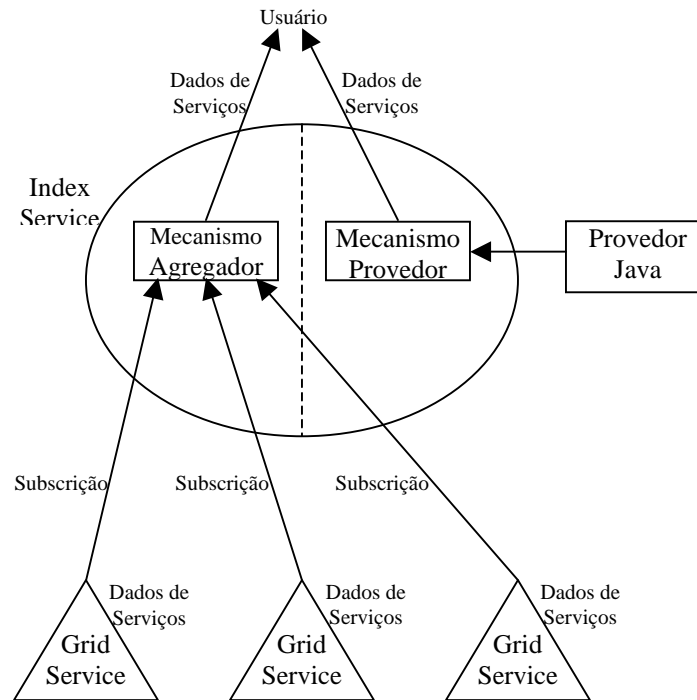 Usuário
Dados de
Serviços
Dados de
Serviços
Index
Service
Mecanismo
Agregador
Mecanismo
Provedor
Provedor
Java
Subscrição
Subscrição
Subscrição
Dados de
Serviços
Grid
Service
Dados de
Serviços
Grid
Service
Dados de
Serviços
Grid
Service